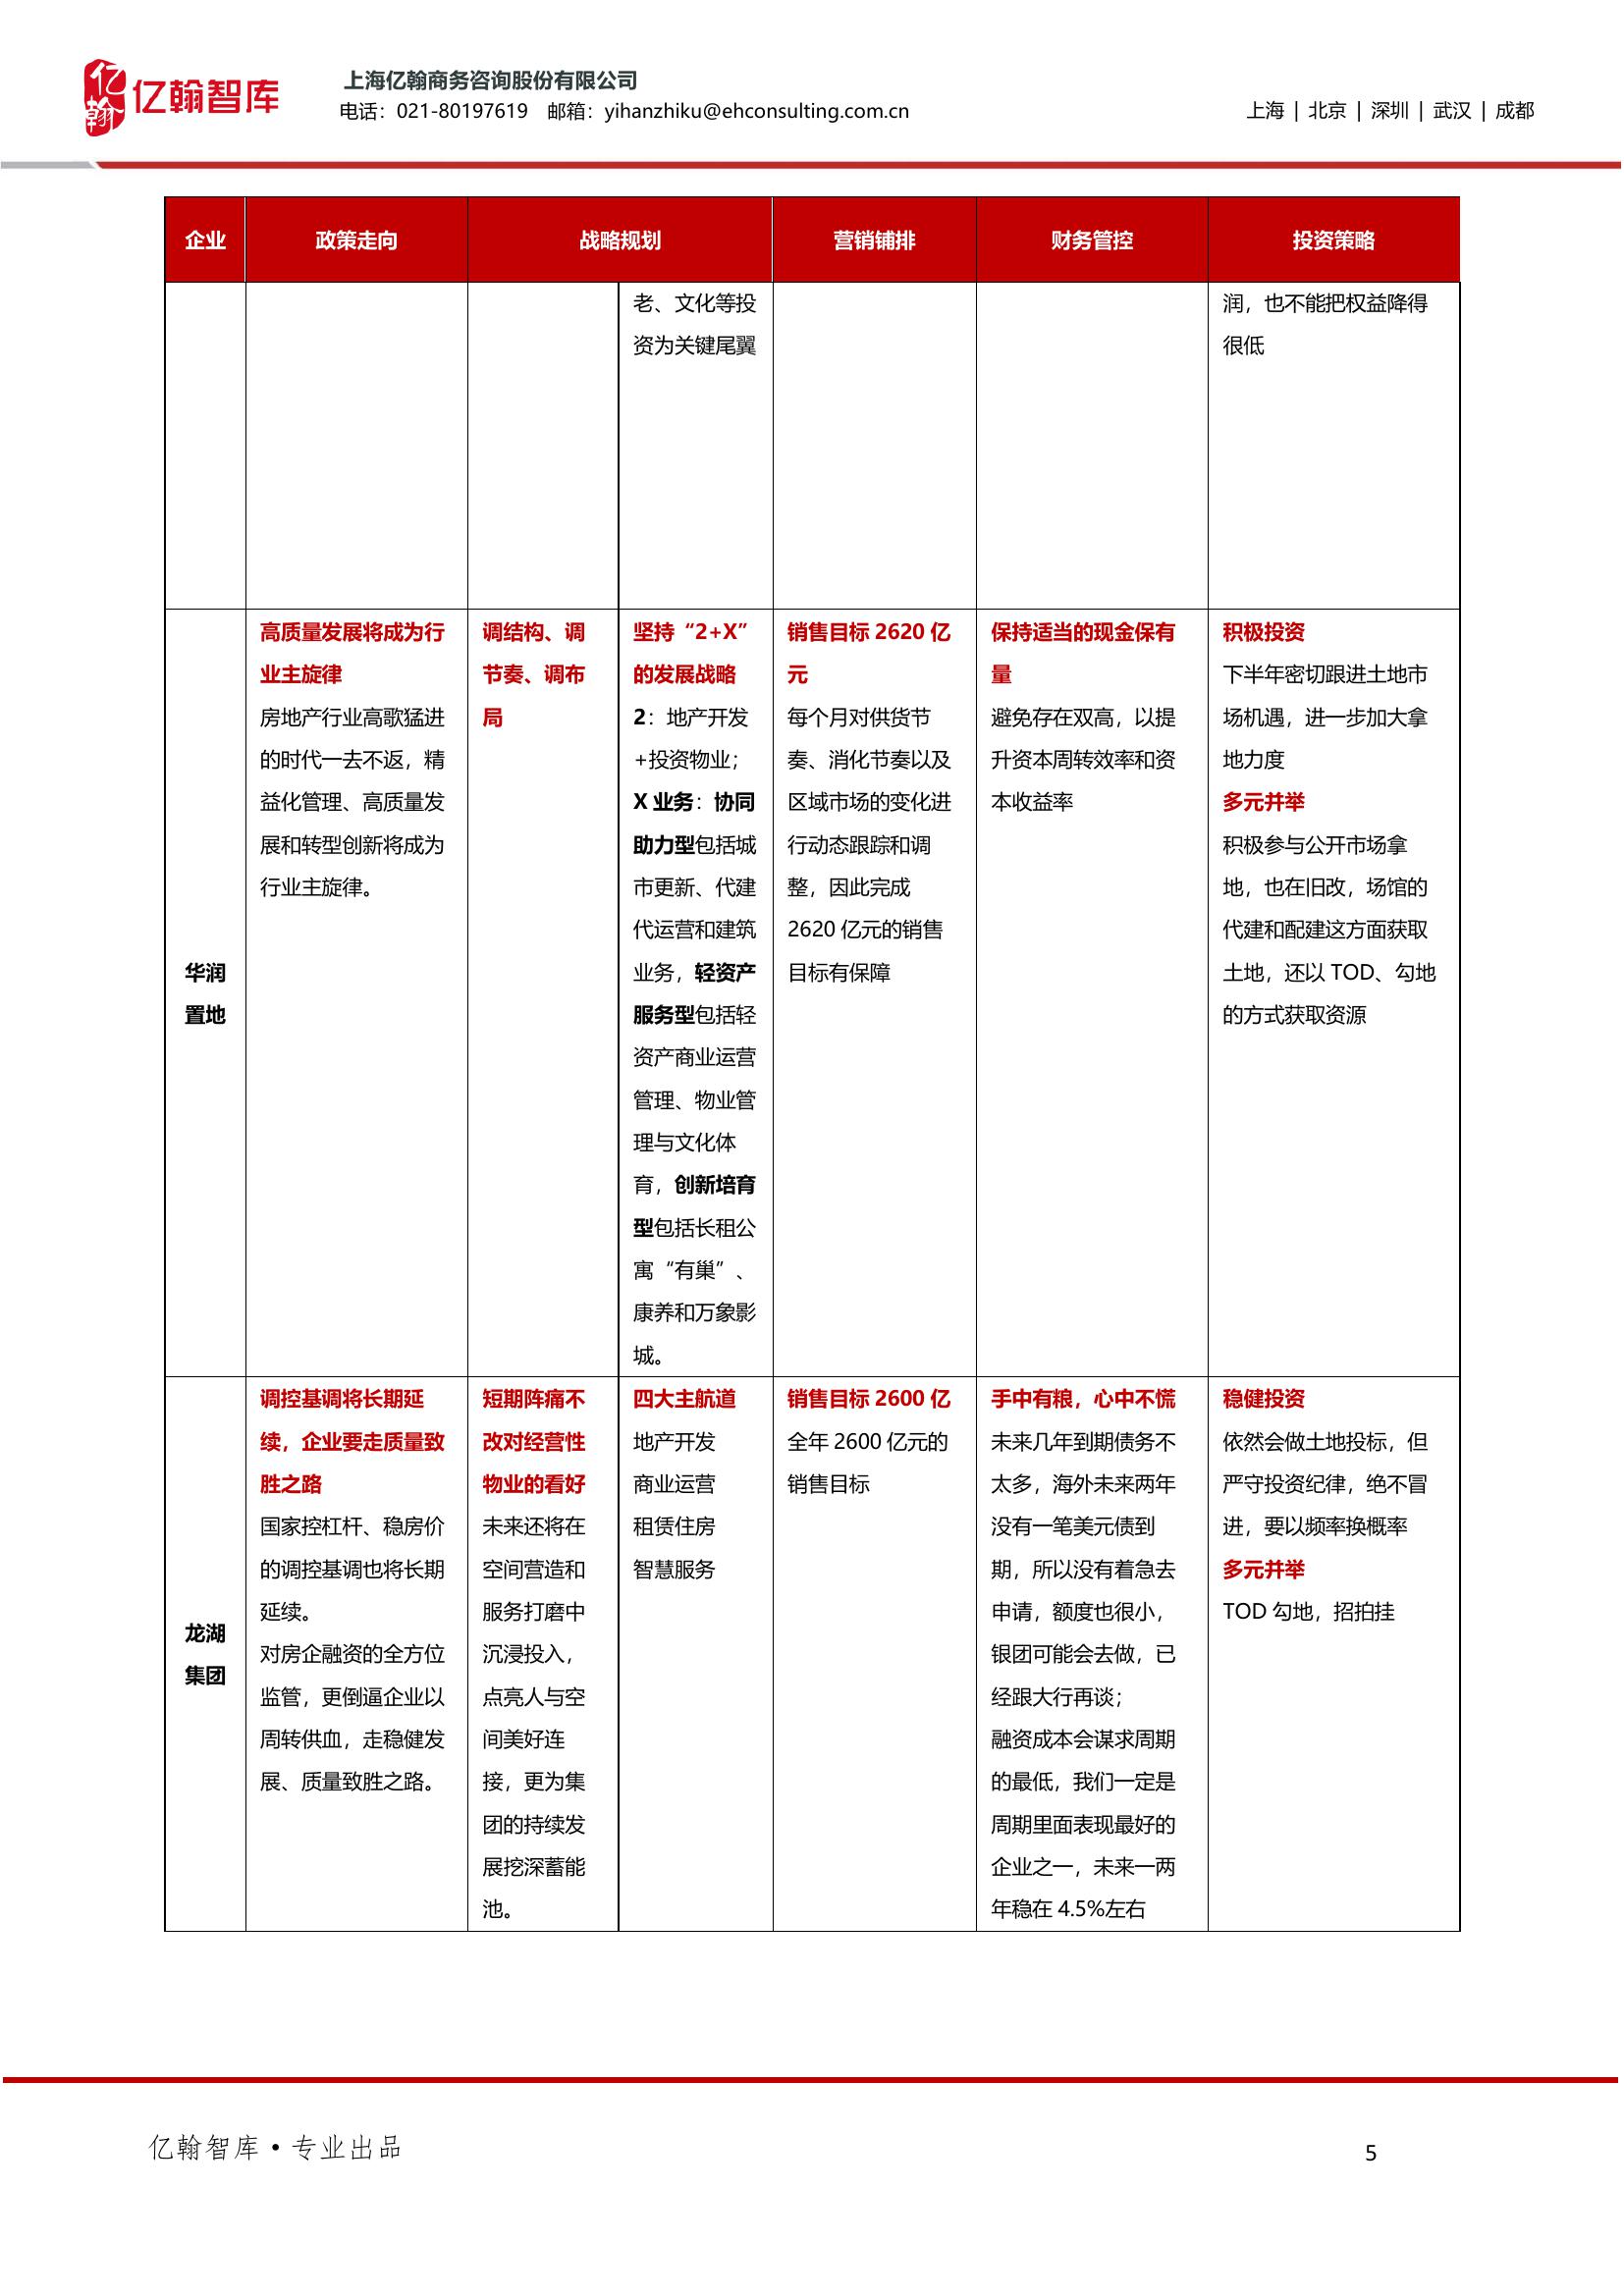 亿翰
亿翰智库
上海亿翰商务咨询股份有限公司
电话：021-80197619 邮箱：yihanzhiku@ehconsulting.com.cn
上海 | 北京 | 深圳 | 武汉 | 成都
企业
政策走向
战略规划
营销铺排
财务管控
投资策略
老、文化等投
资为关键尾翼
润，也不能把权益降得
很低
华润
置地
高质量发展将成为行
业主旋律
房地产行业高歌猛进
的时代一去不返，精
益化管理、高质量发
展和转型创新将成为
行业主旋律。
调结构、调
节奏、调布
局
坚持“2+X”
的发展战略
2：地产开发
+投资物业；
X 业务：协同
助力型包括城
市更新、代建
代运营和建筑
业务，轻资产
服务型包括轻
资产商业运营
管理、物业管
理与文化体
育，创新培育
型包括长租公
寓“有巢”、
康养和万象影
城。
销售目标 2620 亿
元
每个月对供货节
奏、消化节奏以及
区域市场的变化进
行动态跟踪和调
整，因此完成
2620 亿元的销售
目标有保障
保持适当的现金保有
量
避免存在双高，以提
升资本周转效率和资
本收益率
积极投资
下半年密切跟进土地市
场机遇，进一步加大拿
地力度
多元并举
积极参与公开市场拿
地，也在旧改，场馆的
代建和配建这方面获取
土地，还以 TOD、勾地
的方式获取资源
龙湖
集团
调控基调将长期延
续，企业要走质量致
胜之路
国家控杠杆、稳房价
的调控基调也将长期
延续。
对房企融资的全方位
监管，更倒逼企业以
周转供血，走稳健发
展、质量致胜之路。
短期阵痛不
改对经营性
物业的看好
未来还将在
空间营造和
服务打磨中
沉浸投入，
点亮人与空
间美好连
接，更为集
团的持续发
展挖深蓄能
池。
四大主航道
地产开发
商业运营
租赁住房
智慧服务
销售目标 2600 亿
全年 2600 亿元的
销售目标
手中有粮，心中不慌
未来几年到期债务不
太多，海外未来两年
没有一笔美元债到
期，所以没有着急去
申请，额度也很小，
银团可能会去做，已
经跟大行再谈；
融资成本会谋求周期
的最低，我们一定是
周期里面表现最好的
企业之一，未来一两
年稳在 4.5%左右
稳健投资
依然会做土地投标，但
严守投资纪律，绝不冒
进，要以频率换概率
多元并举
TOD 勾地，招拍挂
亿翰智库•专业出品
5